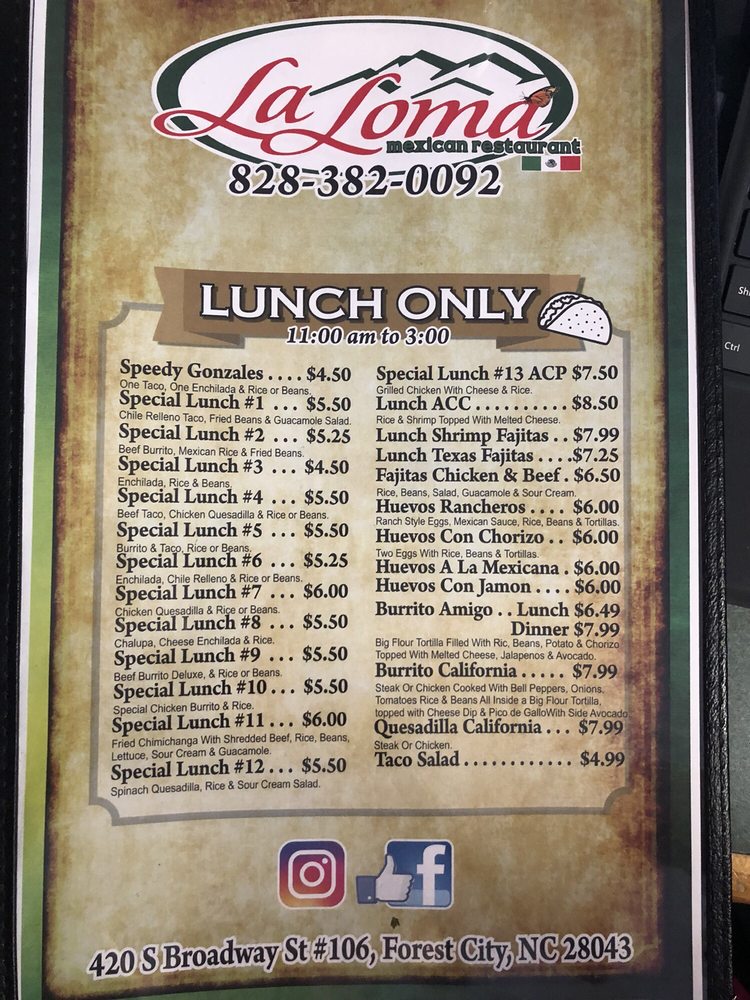 La Loma
mexican restaurant
828-382-0092
LUNCH ONLY
11:00 am to 3:00
Speedy Gonzales .... $4.50
One Taco, One Enchilada & Rice or Beans.
Special Lunch #1 ... $5.50
Chile Relleno Taco, Fried Beans & Guacamole Salad.
Special Lunch #2 ... $5.25
Beef Burrito, Mexican Rice & Fried Beans.
Special Lunch #3 ... $4.50
Enchilada, Rice & Beans.
Special Lunch #4 ... $5.50
Beef Taco, Chicken Quesadilla & Rice or Beans.
Special Lunch #5 ... $5.50
Burrito & Taco, Rice or Beans.
Special Lunch #6 ... $5.25
Enchilada, Chile Relleno & Rice or Beans.
Special Lunch #7 ... $6.00
Chicken Quesadilla & Rice or Beans.
Special Lunch #8 ... $5.50
Chalupa, Cheese Enchilada & Rice.
Special Lunch #9 ... $5.50
Beef Burrito Deluxe, & Rice or Beans.
Special Lunch #10 ... $5.50
Special Chicken Burrito & Rice.
Special Lunch #11 ... $6.00
Fried Chimichanga With Shredded Beef, Rice, Beans,
Lettuce, Sour Cream & Guacamole.
Special Lunch #12 ... $5.50
Spinach Quesadilla, Rice & Sour Cream Salad.
Special Lunch #13 ACP $7.50
Grilled Chicken With Cheese & Rice.
Lunch ACC .......... $8.50
Rice & Shrimp Topped With Melted Cheese.
Lunch Shrimp Fajitas .. $7.99
Lunch Texas Fajitas ....$7.25
Fajitas Chicken & Beef . $6.50
Rice, Beans, Salad, Guacamole & Sour Cream.
Huevos Rancheros .... $6.00
Ranch Style Eggs, Mexican Sauce, Rice, Beans & Tortillas.
Huevos Con Chorizo .. $6.00
Two Eggs With Rice, Beans & Tortillas.
Huevos A La Mexicana . $6.00
Huevos Con Jamon .... $6.00
Burrito Amigo .. Lunch $6.49
Dinner $7.99
Big Flour Tortilla Filled With Ric, Beans, Potato & Chorizo
Topped With Melted Cheese, Jalapenos & Avocado.
Burrito California ..... $7.99
Steak Or Chicken Cooked With Bell Peppers, Onions,
Tomatoes Rice & Beans All Inside a Big Flour Tortilla,
topped with Cheese Dip & Pico de GalloWith Side Avocado.
Quesadilla California ... $7.99
Steak Or Chicken.
Taco Salad ............ $4.99
f
420 S Broadway St #106, Forest City, NC 28043
Ctrl